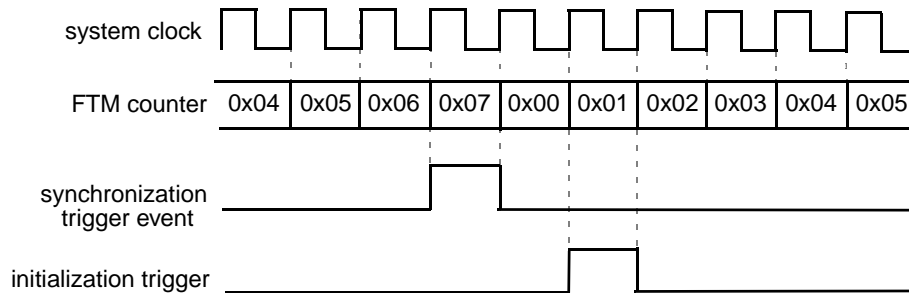 system clock
FTM counter 0x04 0x05 0x06 0x07 0x00 0x01 0x02 0x03 0x04 0x05
synchronization
trigger event
initialization trigger